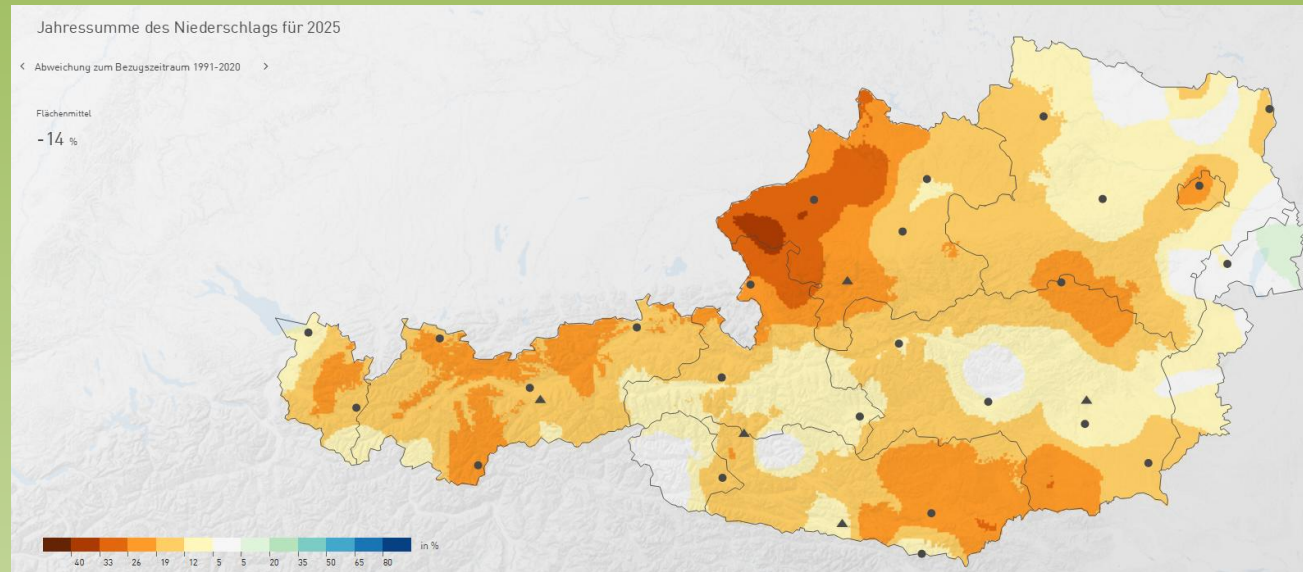 Jahressumme des Niederschlags für 2025
‹ Abweichung zum Bezugszeitraum 1991-2020 ›
Flächenmittel
-14 %
in %
40 33 26 19 12 5 5 20 35 50 65 80